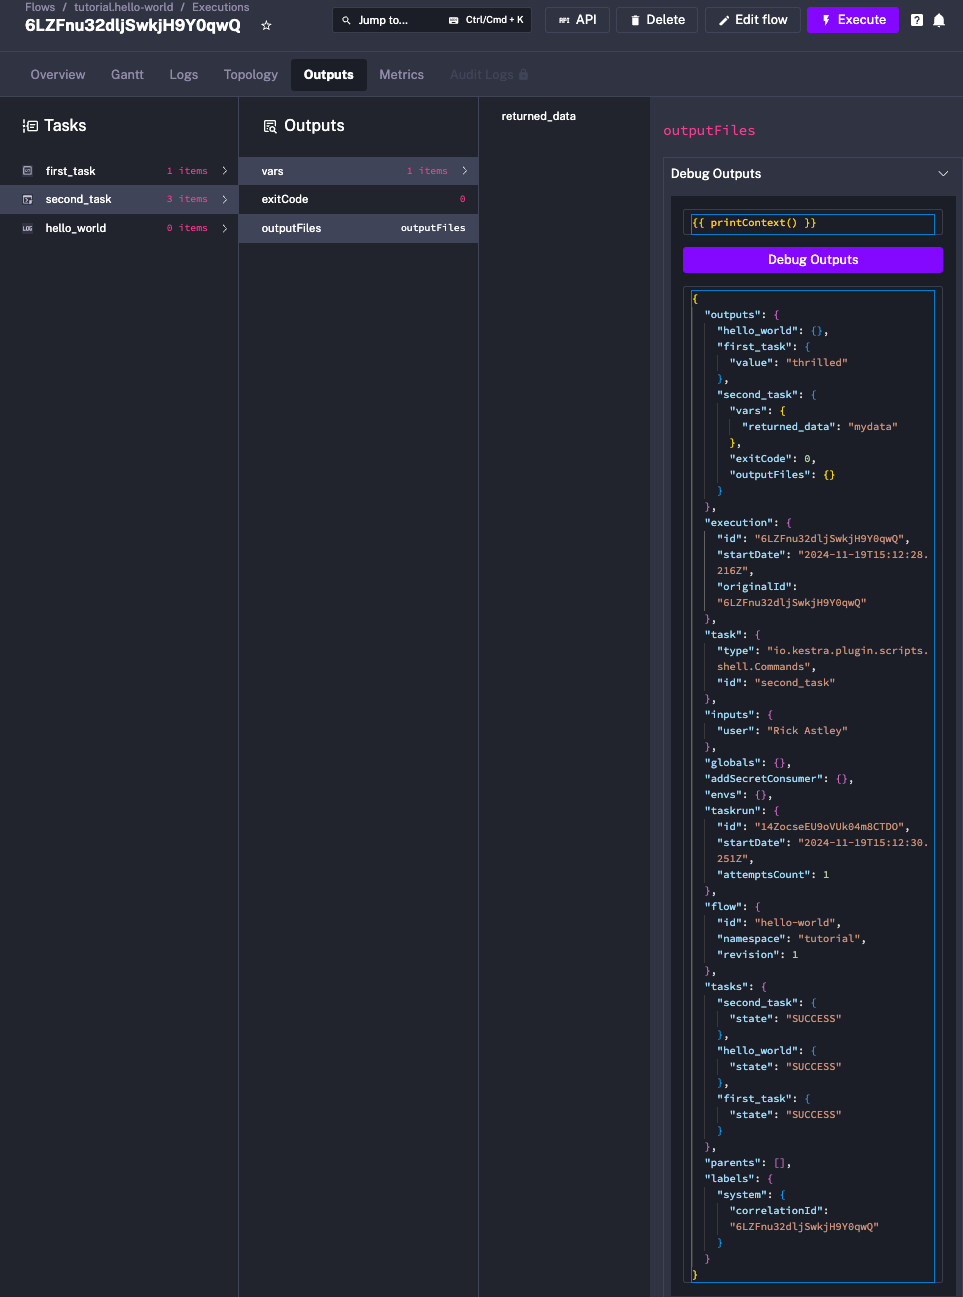 Flows / tutorial.hello-world / Executions
6LZFnu32dljSwkjH9Y0qwQ
Jump to... Ctrl/Cmd + K
API
Delete
Edit flow
Execute
Overview Gantt Logs Topology Outputs Metrics Audit Logs
Tasks
first_task 1 items
second_task 3 items
LOG hello_world 0 items
Outputs
vars 1 items
exitCode 0
outputFiles outputFiles
returned_data
outputFiles
Debug Outputs
{{ printContext() }}
Debug Outputs
{
"outputs": {
"hello_world": {},
"first_task": {
"value": "thrilled"
},
"second_task": {
"vars": {
"returned_data": "mydata"
},
"exitCode": 0,
"outputFiles": {}
}
},
"execution": {
"id": "6LZFnu32dljSwkjH9Y0qwQ",
"startDate": "2024-11-19T15:12:28.
216Z",
"originalId":
"6LZFnu32dljSwkjH9Y0qwQ"
},
"task": {
"type": "io.kestra.plugin.scripts.
shell.Commands",
"id": "second_task"
},
"inputs": {
"user": "Rick Astley"
},
"globals": {},
"addSecretConsumer": {},
"envs": {},
"taskrun": {
"id": "14ZocseEU9oVUk04m8CTDO",
"startDate": "2024-11-19T15:12:30.
251Z",
"attemptsCount": 1
},
"flow": {
"id": "hello-world",
"namespace": "tutorial",
"revision": 1
},
"tasks": {
"second_task": {
"state": "SUCCESS"
},
"hello_world": {
"state": "SUCCESS"
},
"first_task": {
"state": "SUCCESS"
}
},
"parents": [],
"labels": {
"system": {
"correlationId":
"6LZFnu32dljSwkjH9Y0qwQ"
}
}
}